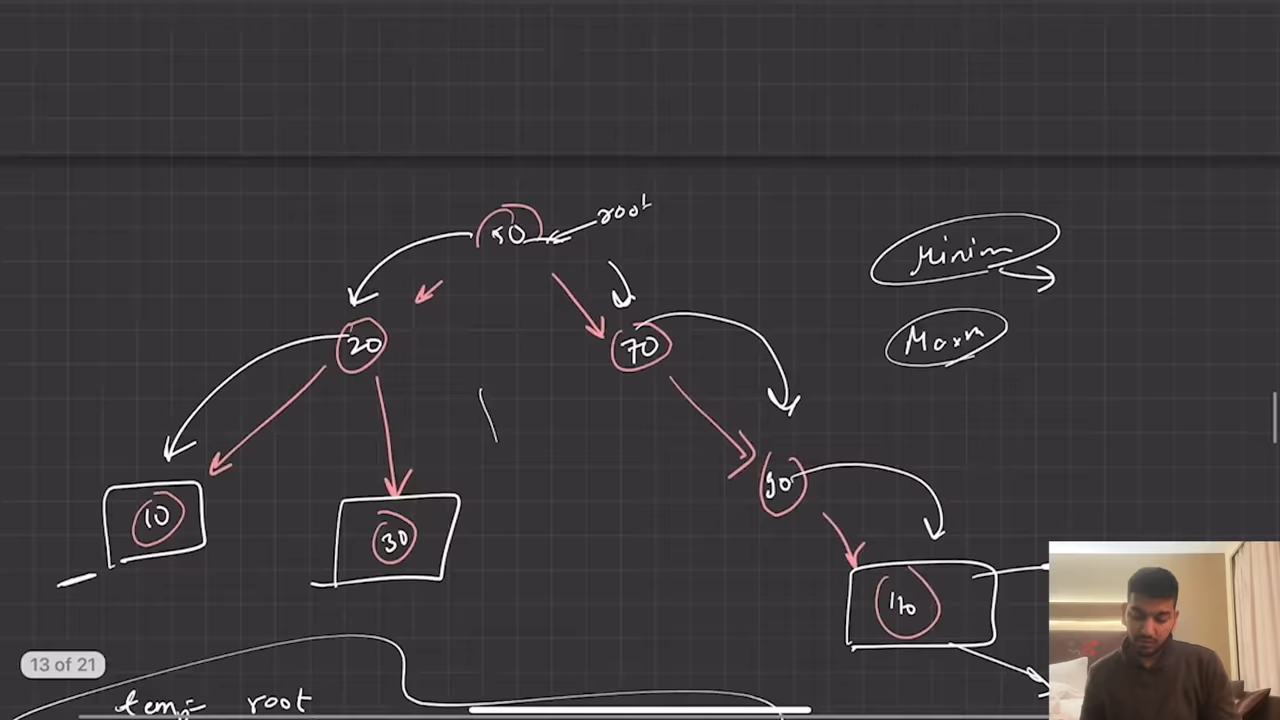 root
50
Minim
20
70
Maxm
90
10
30
110
13 of 21
temp = root